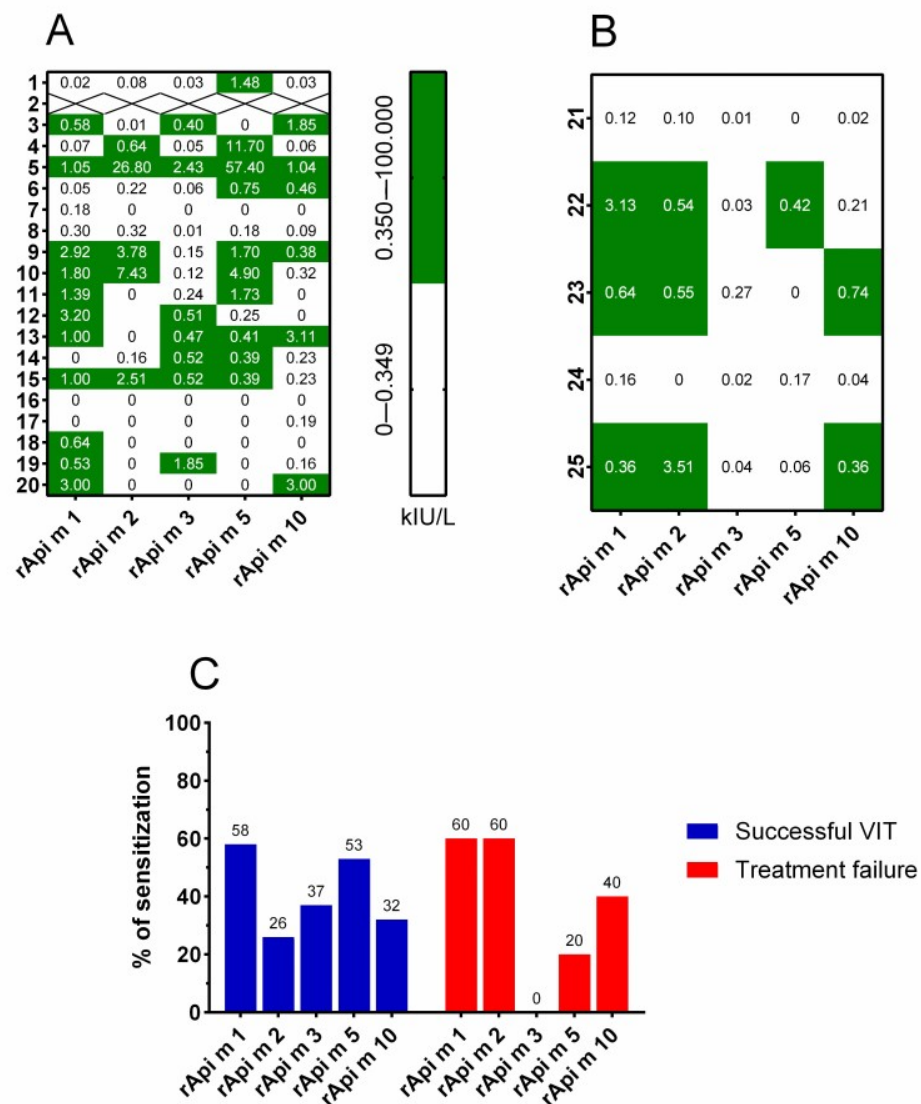 A
1 0.02 0.08 0.03 1.48 0.03
2
3 0.58 0.01 0.40 0 1.85
4 0.07 0.64 0.05 11.70 0.06
5 1.05 26.80 2.43 57.40 1.04
6 0.05 0.22 0.06 0.75 0.46
7 0.18 0 0 0 0
8 0.30 0.32 0.01 0.18 0.09
9 2.92 3.78 0.15 1.70 0.38
10 1.80 7.43 0.12 4.90 0.32
11 1.39 0 0.24 1.73 0
12 3.20 0.51 0.25 0
13 1.00 0 0.47 0.41 3.11
14 0 0.16 0.52 0.39 0.23
15 1.00 2.51 0.52 0.39 0.23
16 0 0 0 0 0
17 0 0 0 0 0.19
18 0.64 0 0 0 0
19 0.53 0 1.85 0 0.16
20 3.00 0 0 0 3.00
rApi m 1 rApi m 2 rApi m 3 rApi m 5 rApi m 10
0.350–100.000
0–0.349
kIU/L
B
21 0.12 0.10 0.01 0 0.02
22 3.13 0.54 0.03 0.42 0.21
23 0.64 0.55 0.27 0 0.74
24 0.16 0 0.02 0.17 0.04
25 0.36 3.51 0.04 0.06 0.36
rApi m 1 rApi m 2 rApi m 3 rApi m 5 rApi m 10
C
% of sensitization
100
80
60
40
20
0
58 26 37 53 32 60 60 0 20 40
rApi m 1 rApi m 2 rApi m 3 rApi m 5 rApi m 10 rApi m 1 rApi m 2 rApi m 3 rApi m 5 rApi m 10
Successful VIT
Treatment failure